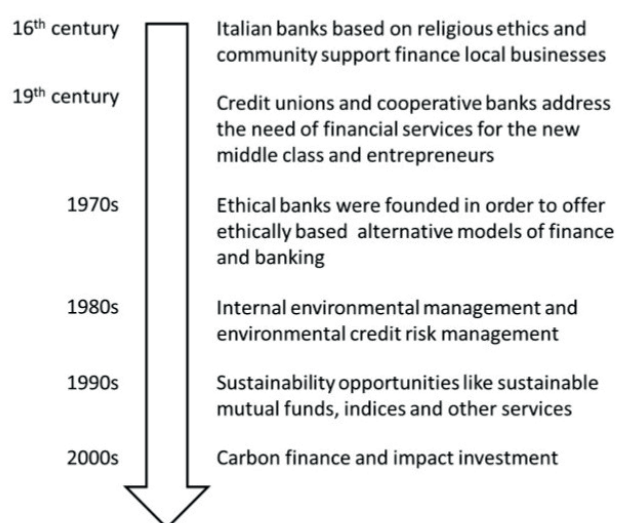 16th century
Italian banks based on religious ethics and
community support finance local businesses
19th century
Credit unions and cooperative banks address
the need of financial services for the new
middle class and entrepreneurs
1970s
Ethical banks were founded in order to offer
ethically based alternative models of finance
and banking
1980s
Internal environmental management and
environmental credit risk management
1990s
Sustainability opportunities like sustainable
mutual funds, indices and other services
2000s
Carbon finance and impact investment